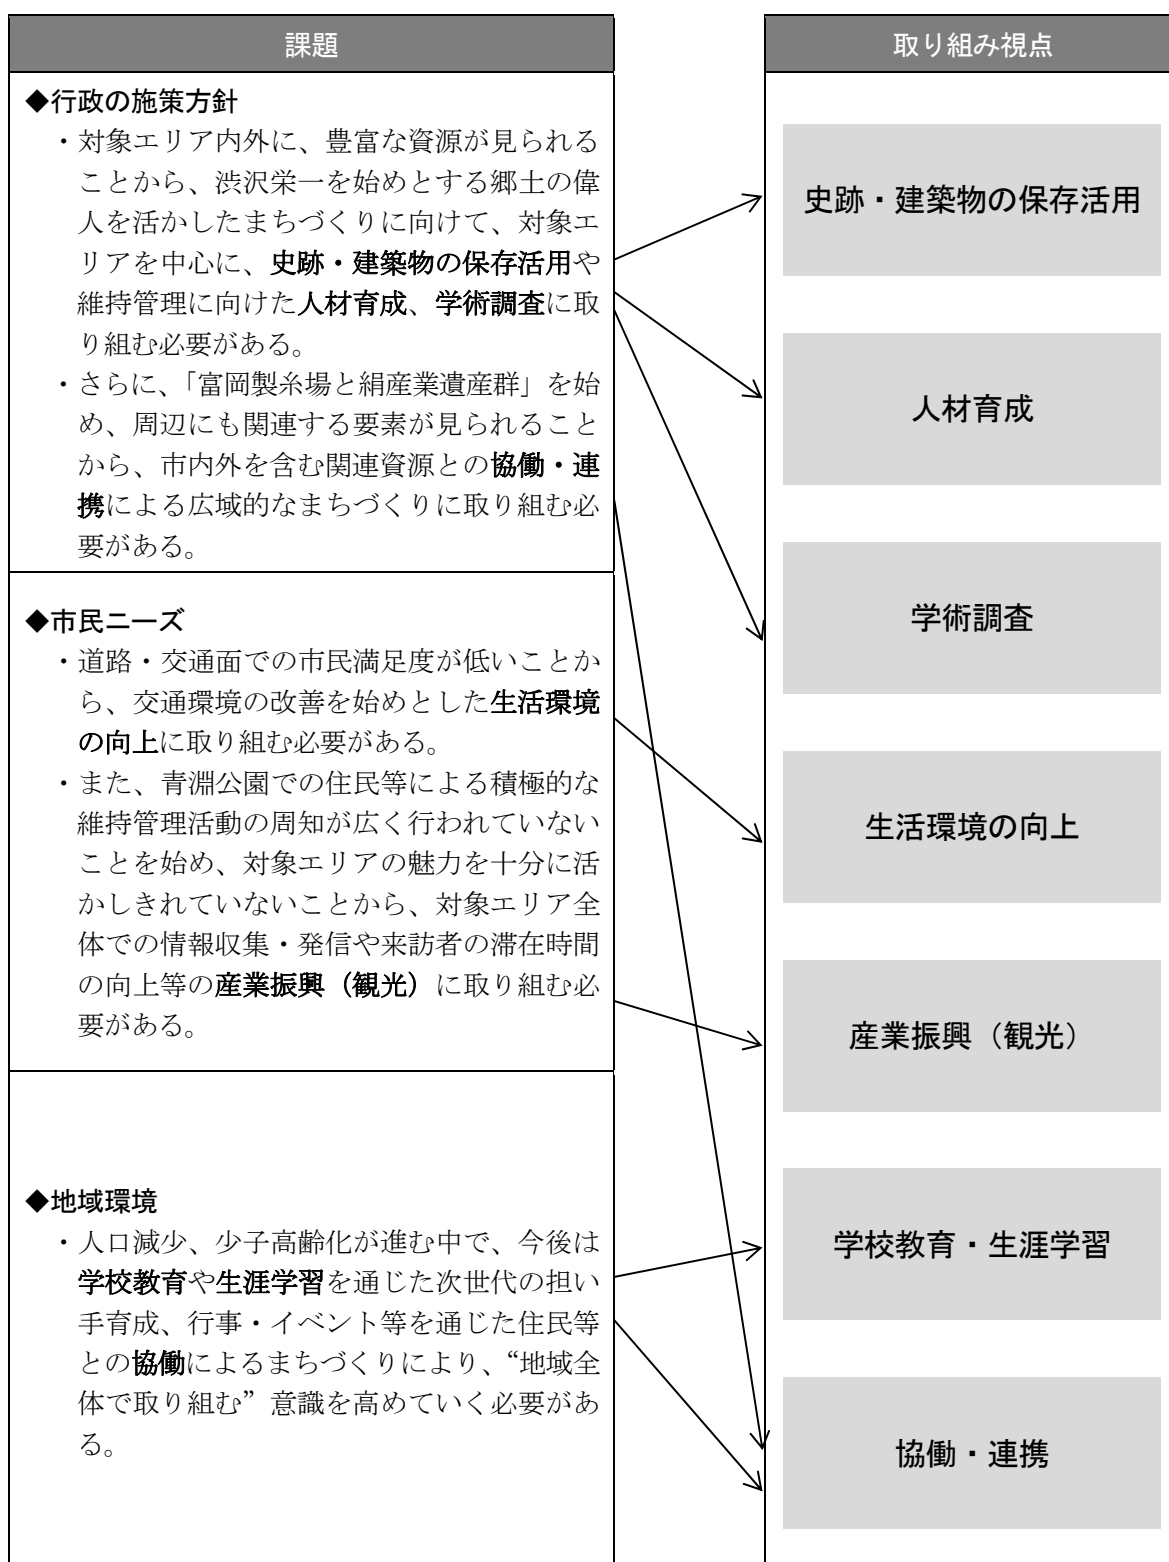 課題
◆行政の施策方針
・対象エリア内外に、豊富な資源が見られる
ことから、渋沢栄一を始めとする郷土の偉
人を活かしたまちづくりに向けて、対象エ
リアを中心に、史跡・建築物の保存活用や
維持管理に向けた人材育成、学術調査に取
り組む必要がある。
・さらに、「富岡製糸場と絹産業遺産群」を始
め、周辺にも関連する要素が見られること
から、市内外を含む関連資源との協働・連
携による広域的なまちづくりに取り組む必
要がある。
◆市民ニーズ
・道路・交通面での市民満足度が低いことか
ら、交通環境の改善を始めとした生活環境
の向上に取り組む必要がある。
・また、青淵公園での住民等による積極的な
維持管理活動の周知が広く行われていない
ことを始め、対象エリアの魅力を十分に活
かしきれていないことから、対象エリア全
体での情報収集・発信や来訪者の滞在時間
の向上等の産業振興（観光）に取り組む必
要がある。
◆地域環境
・人口減少、少子高齢化が進む中で、今後は
学校教育や生涯学習を通じた次世代の担い
手育成、行事・イベント等を通じた住民等
との協働によるまちづくりにより、“地域全
体で取り組む”意識を高めていく必要があ
る。
取り組み視点
史跡・建築物の保存活用
人材育成
学術調査
生活環境の向上
産業振興（観光）
学校教育・生涯学習
協働・連携